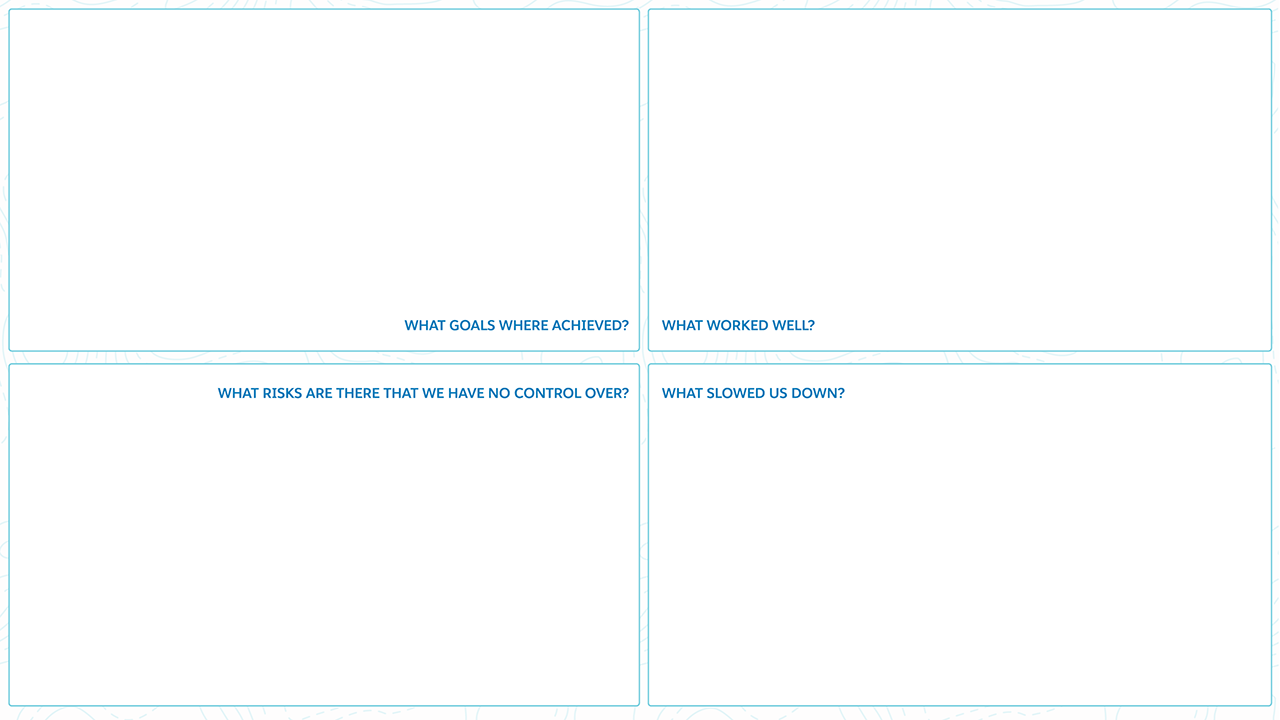 WHAT GOALS WHERE ACHIEVED?
WHAT WORKED WELL?
WHAT RISKS ARE THERE THAT WE HAVE NO CONTROL OVER?
WHAT SLOWED US DOWN?